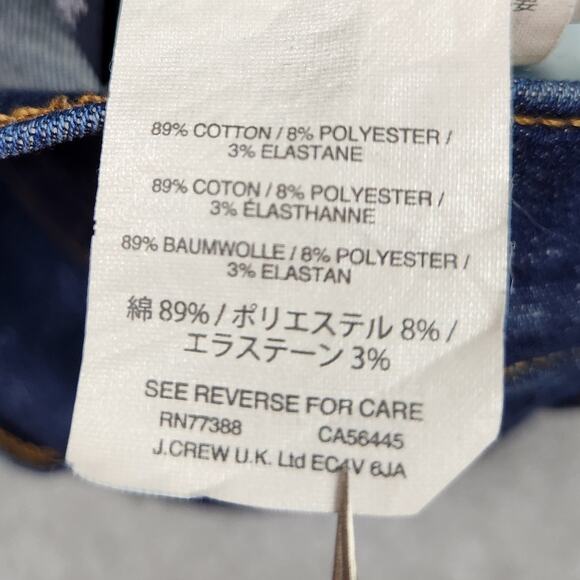 89% COTTON / 8% POLYESTER /
3% ELASTANE
89% COTON / 8% POLYESTER /
3% ÉLASTHANNE
89% BAUMWOLLE / 8% POLYESTER /
3% ELASTAN
綿 89% / ポリエステル 8% /
エラステーン 3%
SEE REVERSE FOR CARE
RN77388 CA56445
J.CREW U.K. Ltd EC4V 6JA